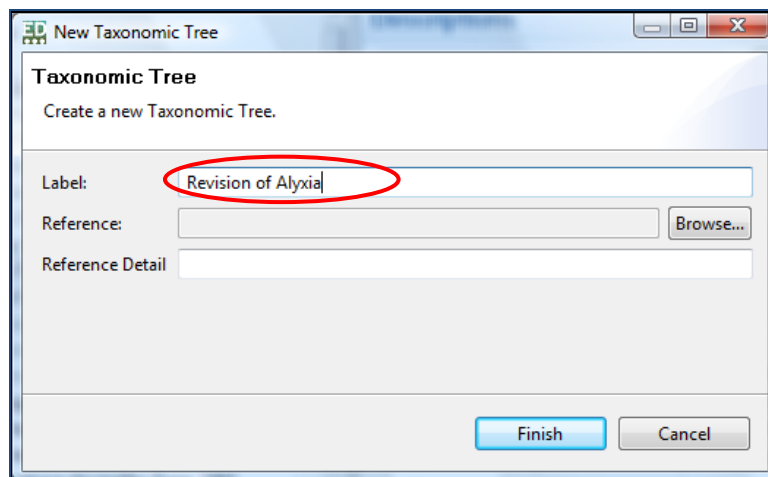 New Taxonomic Tree
Taxonomic Tree
Create a new Taxonomic Tree.
Label: Revision of Alyxia
Reference: Browse...
Reference Detail
Finish Cancel